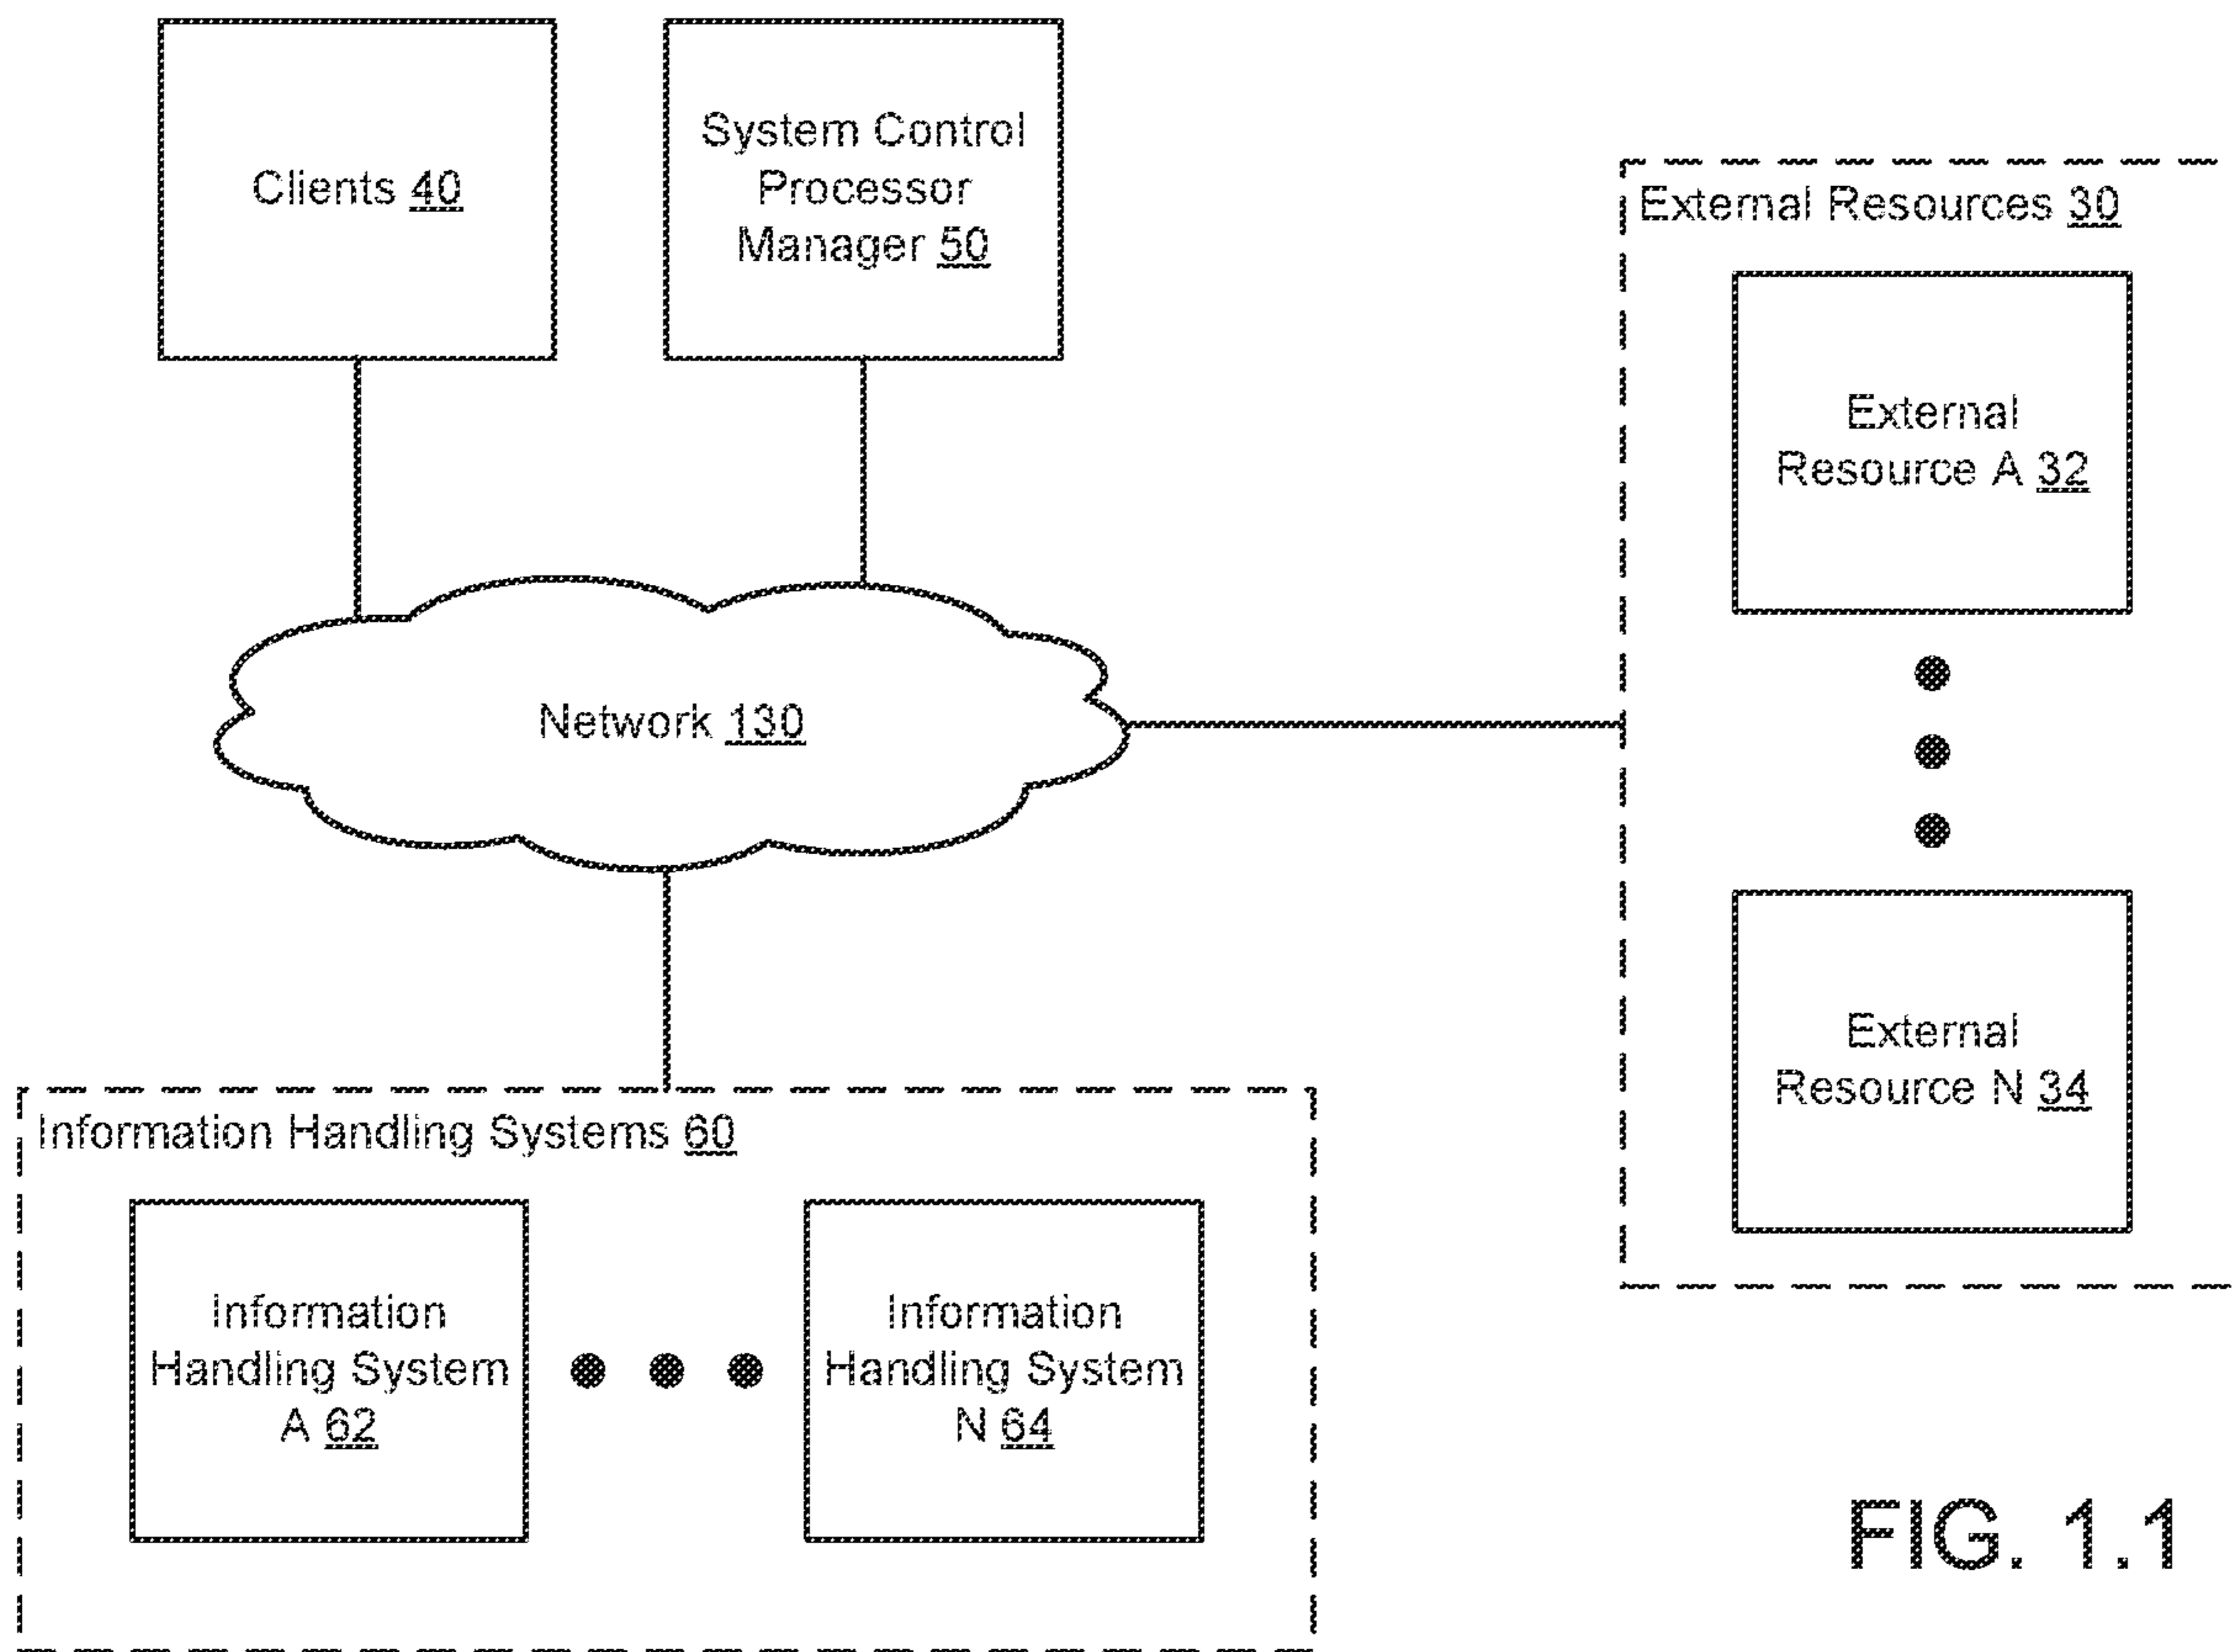 Clients 40
System Control
Processor
Manager 50
External Resources 30
External
Resource A 32
Network 130
External
Resource N 34
Information Handling Systems 60
Information
Handling System
A 62
Information
Handling System
N 64
FIG. 1.1